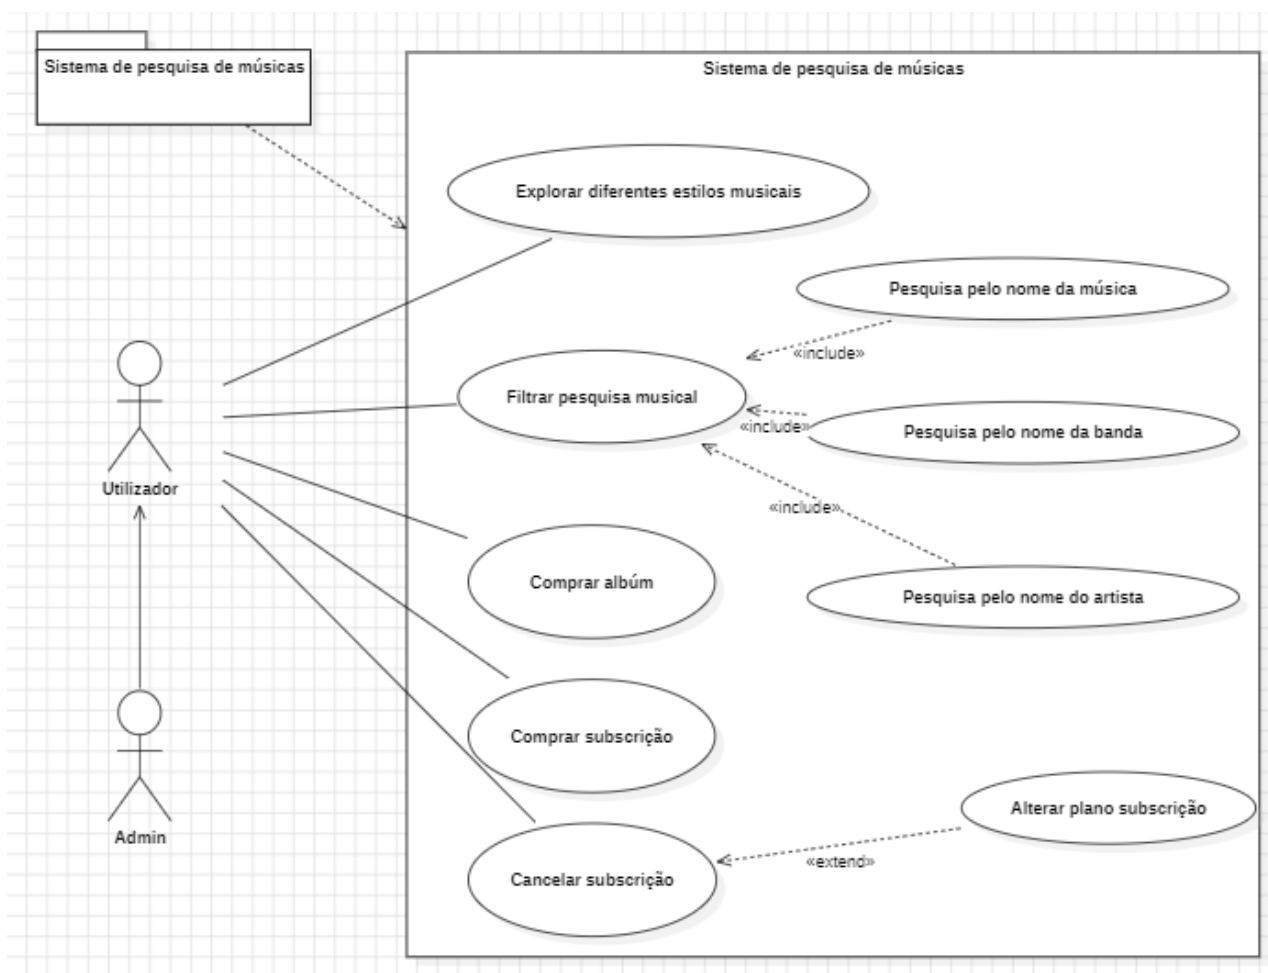 Sistema de pesquisa de músicas
Sistema de pesquisa de músicas
Explorar diferentes estilos musicais
Pesquisa pelo nome da música
«include»
Filtrar pesquisa musical
«include»
Pesquisa pelo nome da banda
Utilizador
«include»
Comprar albúm
Pesquisa pelo nome do artista
Comprar subscrição
Alterar plano subscrição
Admin
«extend»
Cancelar subscrição